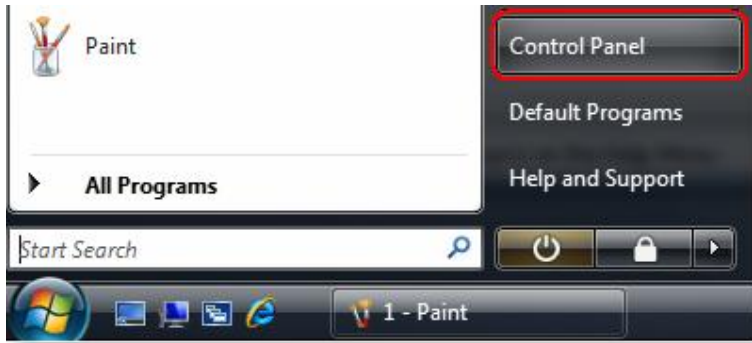 Paint
Control Panel
Default Programs
All Programs
Help and Support
Start Search
1 - Paint